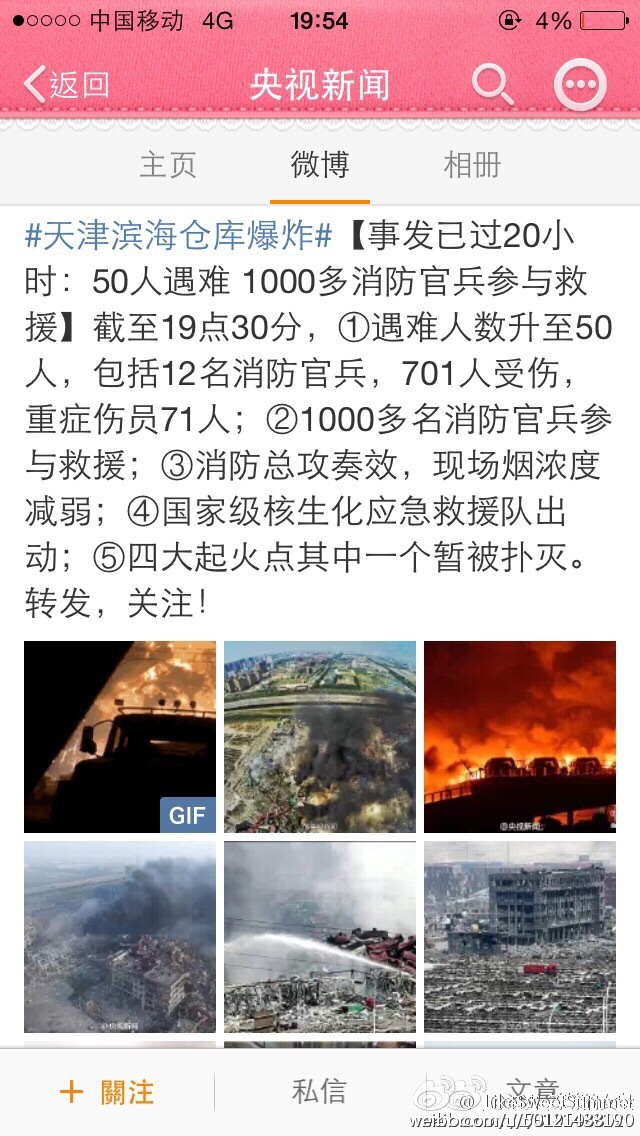 中国移动 4G 19:54 4%
返回 央视新闻
主页 微博 相册
#天津滨海仓库爆炸#【事发已过20小
时：50人遇难 1000多消防官兵参与救
援】截至19点30分，①遇难人数升至50
人，包括12名消防官兵，701人受伤，
重症伤员71人；②1000多名消防官兵参
与救援；③消防总攻奏效，现场烟浓度
减弱；④国家级核生化应急救援队出
动；⑤四大起火点其中一个暂被扑灭。
转发，关注！
GIF
@央视新闻
@央视新闻
+ 關注 私信 文章